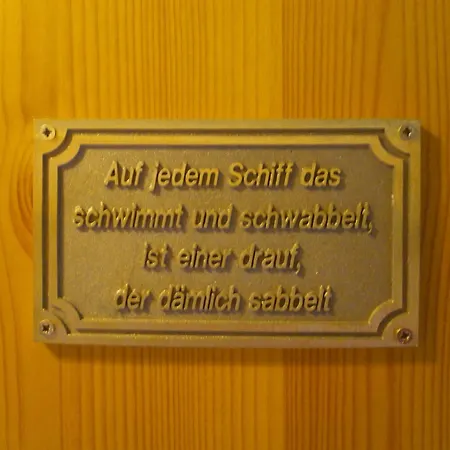 Auf jedem Schiff das
schwimmt und schwabbelt,
ist einer drauf,
der dämlich sabbelt